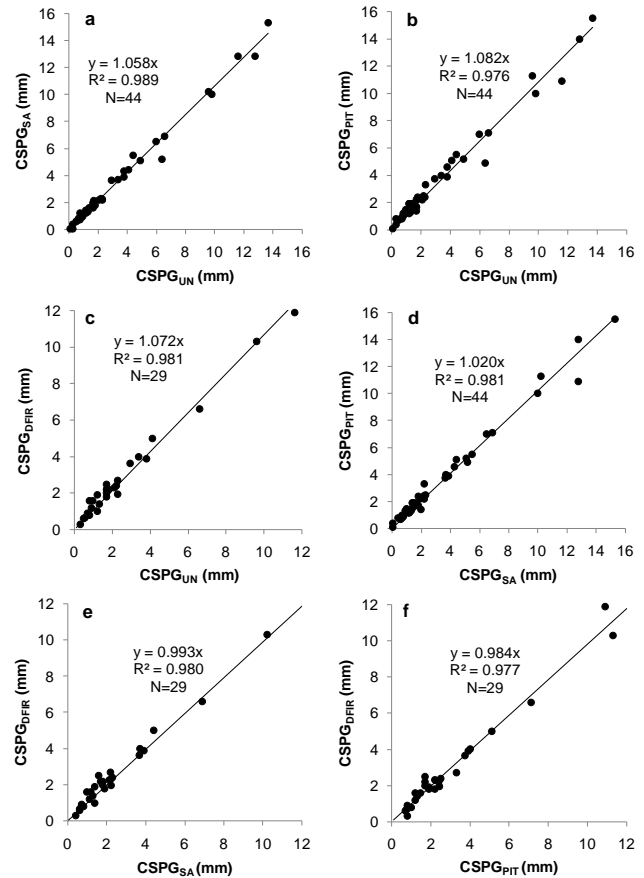 a
y = 1.058x
R² = 0.989
N=44
CSPG_SA (mm)
0 2 4 6 8 10 12 14 16
0 2 4 6 8 10 12 14 16
CSPG_UN (mm)
b
y = 1.082x
R² = 0.976
N=44
CSPG_PIT (mm)
0 2 4 6 8 10 12 14 16
0 2 4 6 8 10 12 14 16
CSPG_UN (mm)
c
y = 1.072x
R² = 0.981
N=29
CSPG_DFIR (mm)
0 2 4 6 8 10 12
0 2 4 6 8 10 12
CSPG_UN (mm)
d
y = 1.020x
R² = 0.981
N=44
CSPG_PIT (mm)
0 2 4 6 8 10 12 14 16
0 2 4 6 8 10 12 14 16
CSPG_SA (mm)
e
y = 0.993x
R² = 0.980
N=29
CSPG_DFIR (mm)
0 2 4 6 8 10 12
0 2 4 6 8 10 12
CSPG_SA (mm)
f
y = 0.984x
R² = 0.977
N=29
CSPG_DFIR (mm)
0 2 4 6 8 10 12
0 2 4 6 8 10 12
CSPG_PIT (mm)